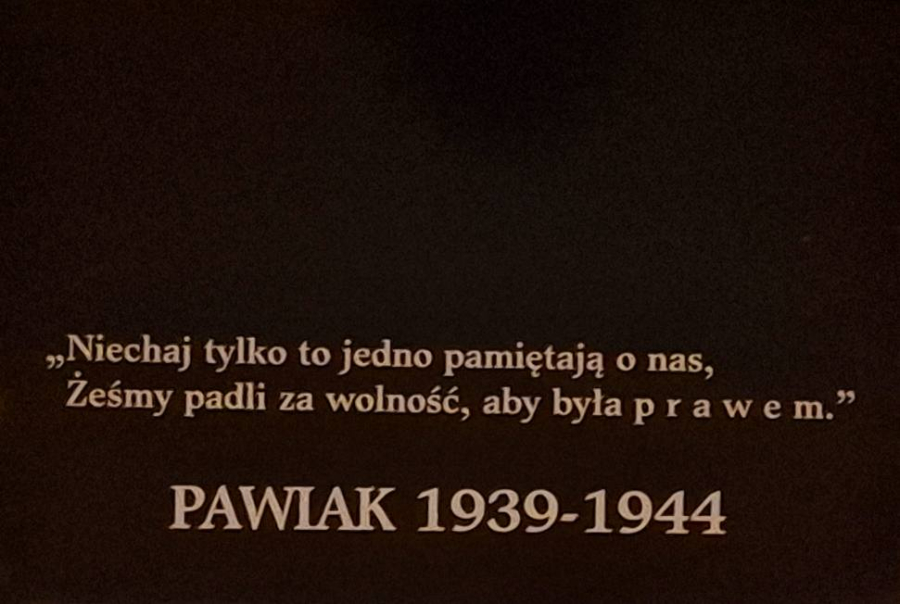 „Niechaj tylko to jedno pamiętają o nas,
Żeśmy padli za wolność, aby była p r a w e m.”
PAWIAK 1939-1944